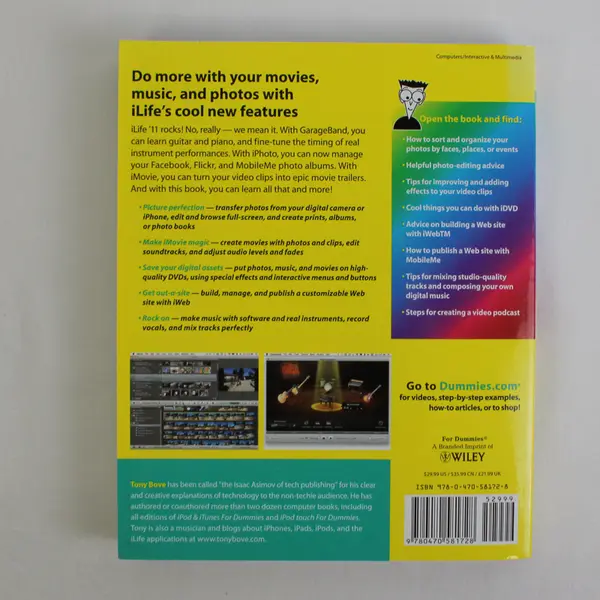 Computers/Interactive & Multimedia
Do more with your movies,
music, and photos with
iLife's cool new features
iLife '11 rocks! No, really — we mean it. With GarageBand, you
can learn guitar and piano, and fine-tune the timing of real
instrument performances. With iPhoto, you can now manage
your Facebook, Flickr, and MobileMe photo albums. With
iMovie, you can turn your video clips into epic movie trailers.
And with this book, you can learn all that and more!
• Picture perfection — transfer photos from your digital camera or
iPhone, edit and browse full-screen, and create prints, albums,
or photo books
• Make iMovie magic — create movies with photos and clips, edit
soundtracks, and adjust audio levels and fades
• Save your digital assets — put photos, music, and movies on high-
quality DVDs, using special effects and interactive menus and buttons
• Get out-a-site — build, manage, and publish a customizable Web
site with iWeb
• Rock on — make music with software and real instruments, record
vocals, and mix tracks perfectly
Open the book and find:
• How to sort and organize your
photos by faces, places, or events
• Helpful photo-editing advice
• Tips for improving and adding
effects to your video clips
• Cool things you can do with iDVD
• Advice on building a Web site
with iWebTM
• How to publish a Web site with
MobileMe
• Tips for mixing studio-quality
tracks and composing your own
digital music
• Steps for creating a video podcast
Go to Dummies.com®
for videos, step-by-step examples,
how-to articles, or to shop!
For Dummies®
A Branded Imprint of
WILEY
$29.99 US / $35.99 CN / £21.99 UK
ISBN 978-0-470-58172-8
52999
9 780470 581728
Tony Bove has been called "the Isaac Asimov of tech publishing" for his clear
and creative explanations of technology to the non-techie audience. He has
authored or coauthored more than two dozen computer books, including
all editions of iPod & iTunes For Dummies and iPod touch For Dummies.
Tony is also a musician and blogs about iPhones, iPads, iPods, and the
iLife applications at www.tonybove.com.